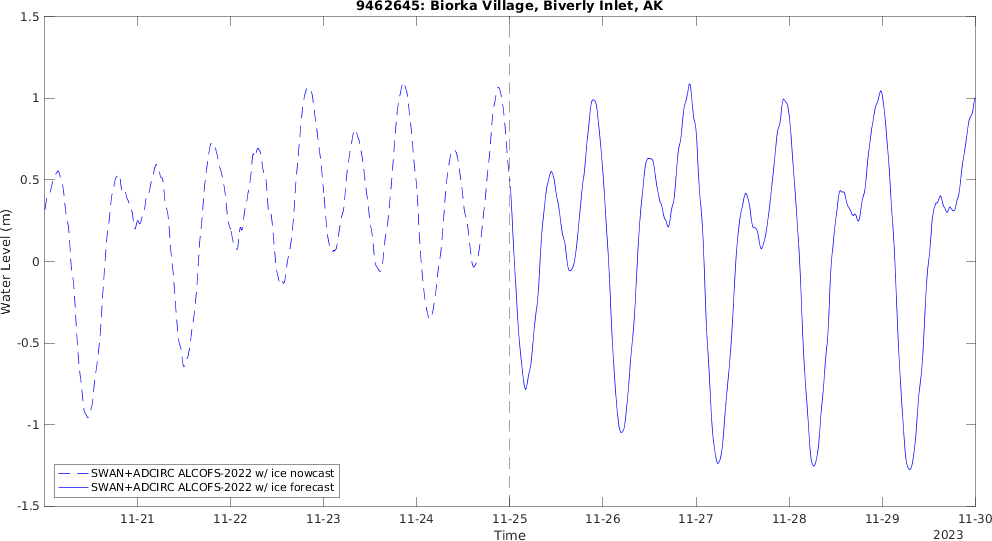 9462645: Biorka Village, Biverly Inlet, AK
1.5
1
0.5
0
-0.5
-1
-1.5
Water Level (m)
SWAN+ADCIRC ALCOFS-2022 w/ ice nowcast
SWAN+ADCIRC ALCOFS-2022 w/ ice forecast
11-21 11-22 11-23 11-24 11-25 11-26 11-27 11-28 11-29 11-30
Time
2023